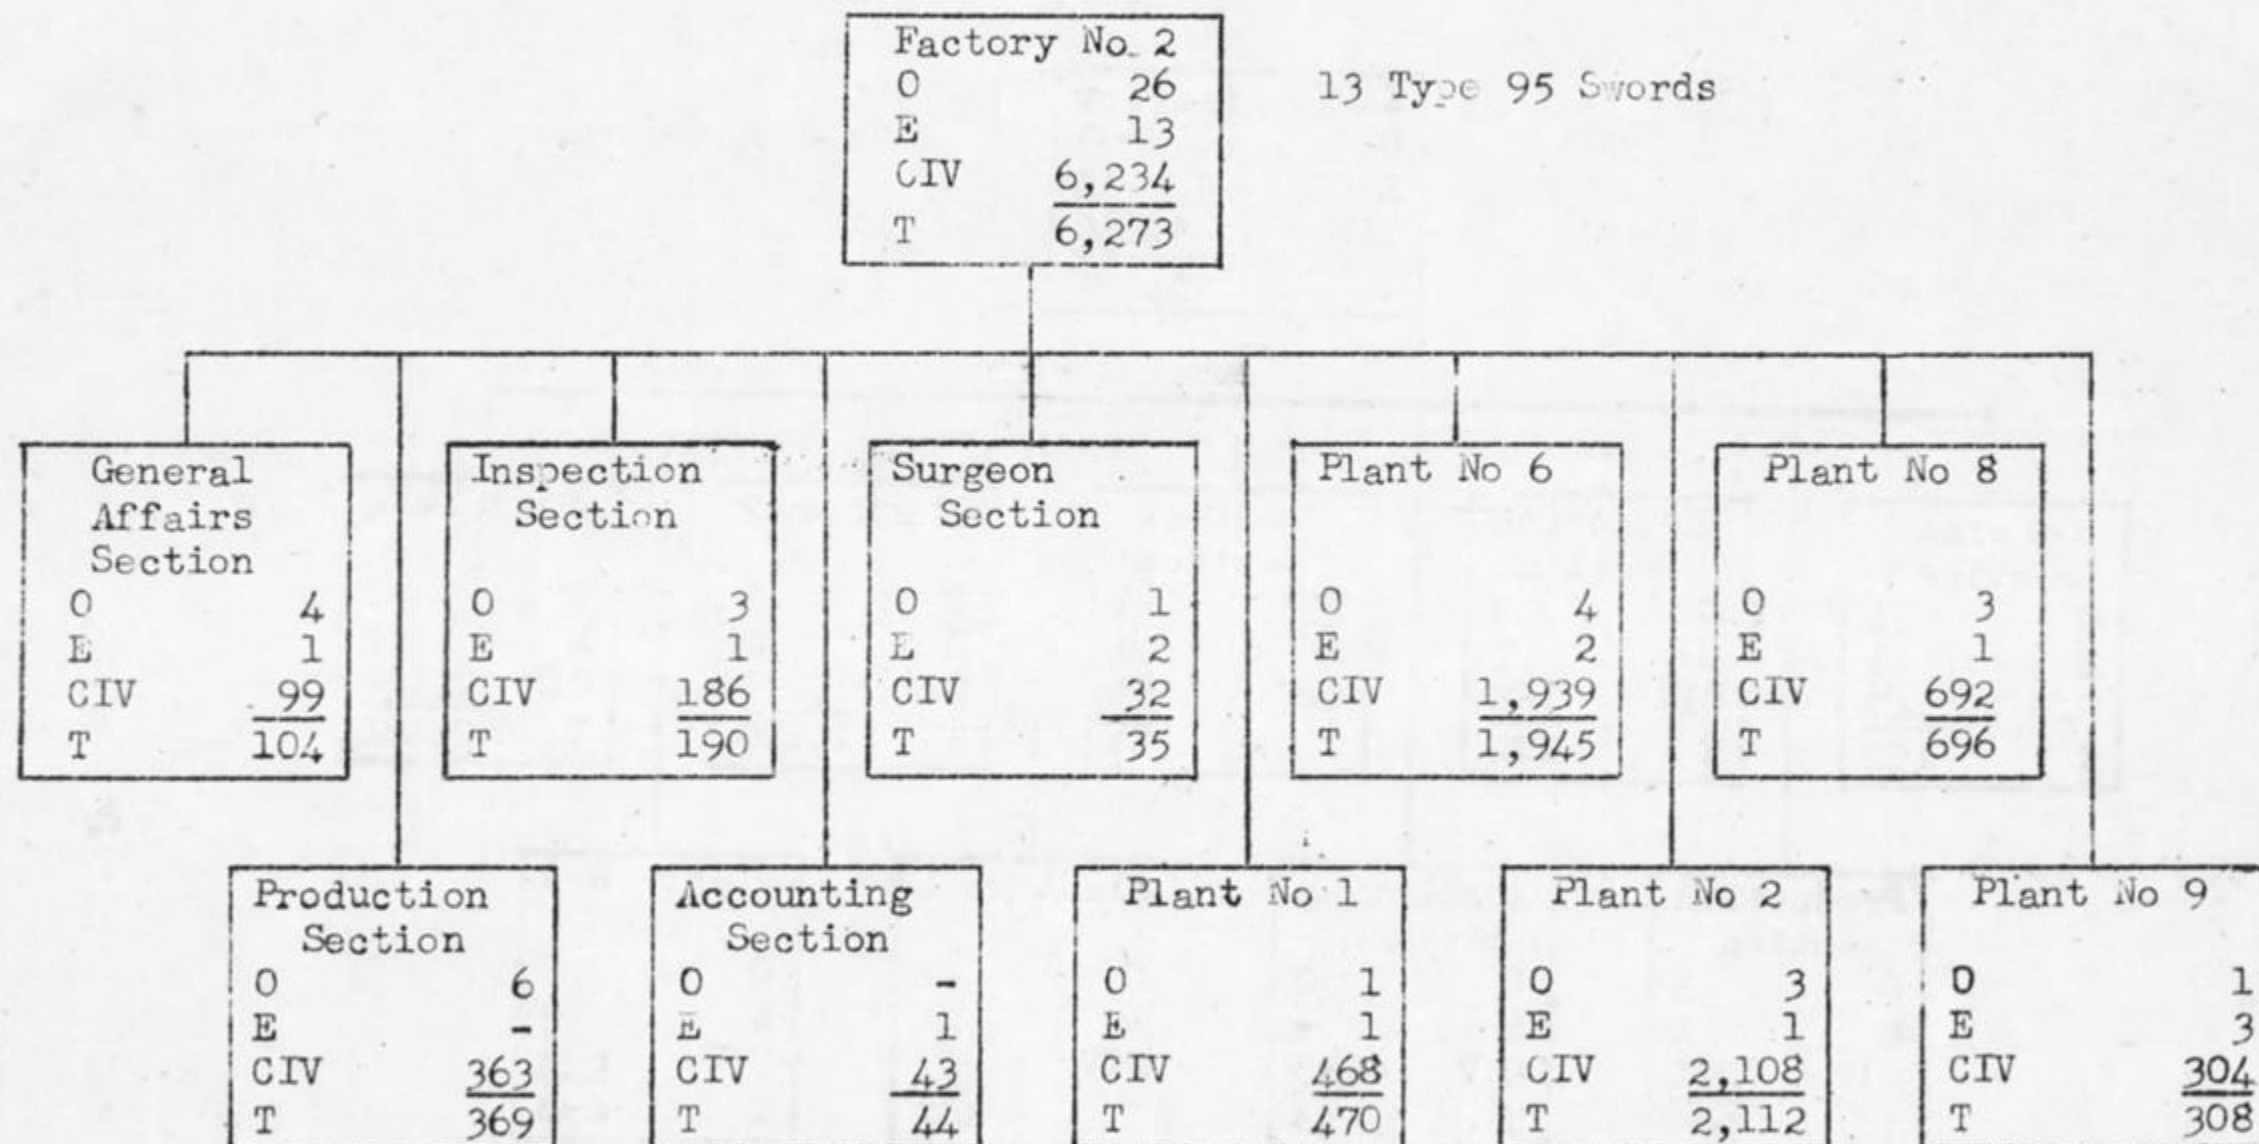 Factory No. 2
O 26
E 13
CIV 6,234
T 6,273
13 Type 95 Swords
General
Affairs
Section
O 4
E 1
CIV 99
T 104
Inspection
Section
O 3
E 1
CIV 186
T 190
Surgeon
Section
O 1
E 2
CIV 32
T 35
Plant No 6
O 4
E 2
CIV 1,939
T 1,945
Plant No 8
O 3
E 1
CIV 692
T 696
Production
Section
O 6
E -
CIV 363
T 369
Accounting
Section
O -
E 1
CIV 43
T 44
Plant No 1
O 1
E 1
CIV 468
T 470
Plant No 2
O 3
E 1
CIV 2,108
T 2,112
Plant No 9
O 1
E 3
CIV 304
T 308